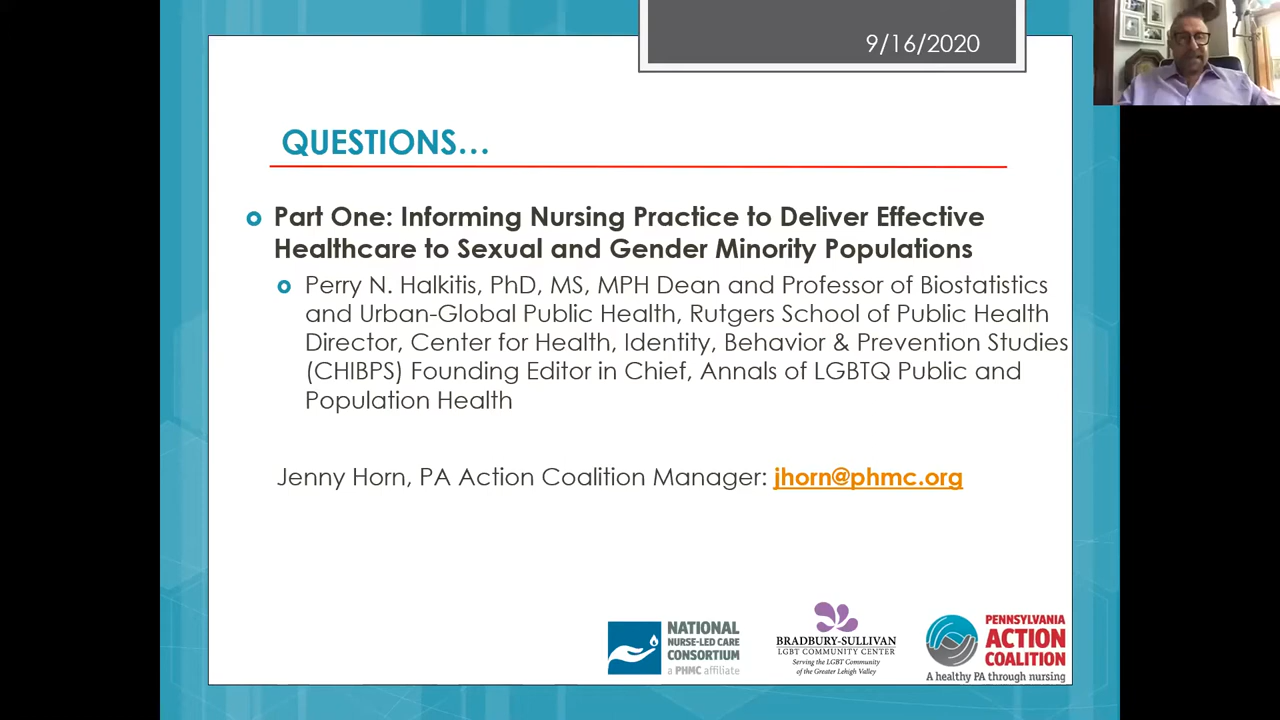 9/16/2020
QUESTIONS…
Part One: Informing Nursing Practice to Deliver Effective
Healthcare to Sexual and Gender Minority Populations
Perry N. Halkitis, PhD, MS, MPH Dean and Professor of Biostatistics
and Urban-Global Public Health, Rutgers School of Public Health
Director, Center for Health, Identity, Behavior & Prevention Studies
(CHIBPS) Founding Editor in Chief, Annals of LGBTQ Public and
Population Health
Jenny Horn, PA Action Coalition Manager: jhorn@phmc.org
NATIONAL
NURSE-LED CARE
CONSORTIUM
a PHMC affiliate
BRADBURY-SULLIVAN
LGBT COMMUNITY CENTER
Serving the LGBT Community
of the Greater Lehigh Valley
PENNSYLVANIA
ACTION
COALITION
A healthy PA through nursing